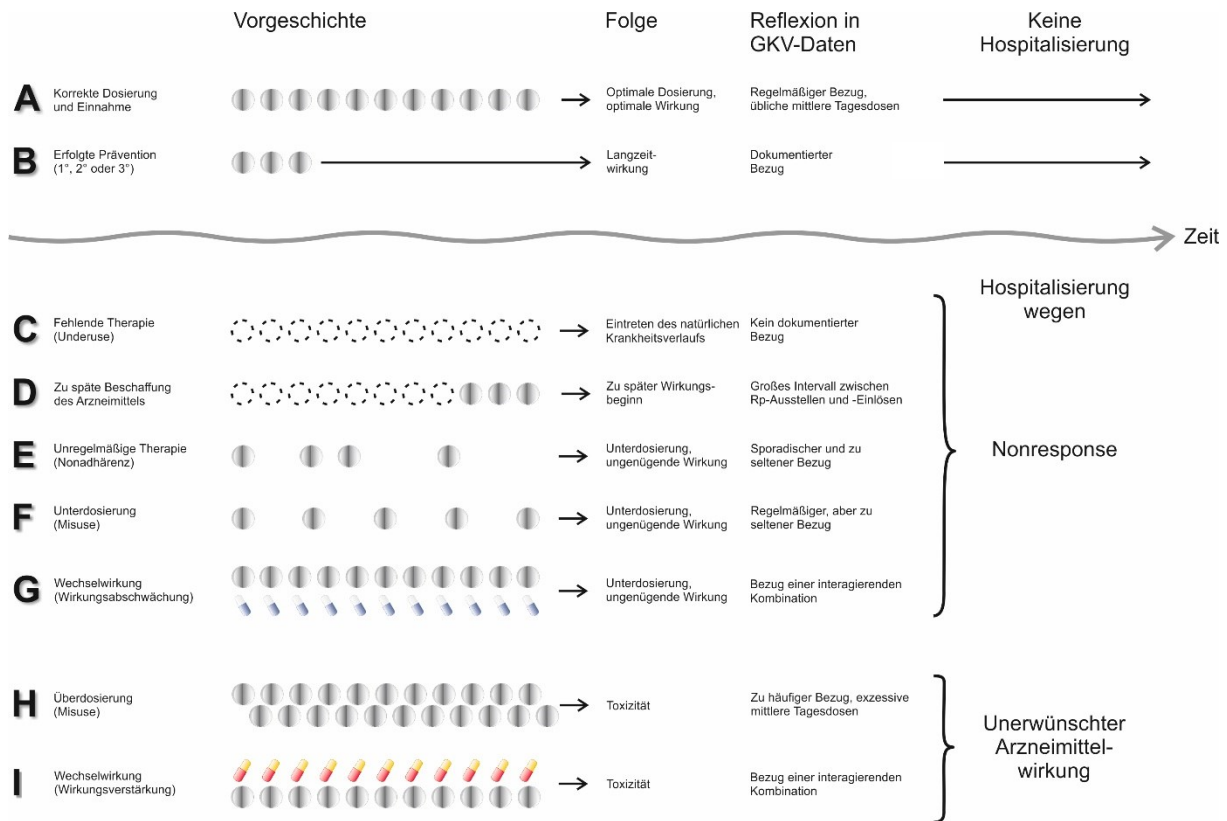 Vorgeschichte
Folge
Reflexion in
GKV-Daten
Keine
Hospitalisierung
A
Korrekte Dosierung
und Einnahme
Optimale Dosierung,
optimale Wirkung
Regelmäßiger Bezug,
übliche mittlere Tagesdosen
B
Erfolgte Prävention
(1°, 2° oder 3°)
Langzeit-
wirkung
Dokumentierter
Bezug
Zeit
Hospitalisierung
wegen
C
Fehlende Therapie
(Underuse)
Eintreten des natürlichen
Krankheitsverlaufs
Kein dokumentierter
Bezug
D
Zu späte Beschaffung
des Arzneimittels
Zu später Wirkungs-
beginn
Großes Intervall zwischen
Rp-Ausstellen und -Einlösen
E
Unregelmäßige Therapie
(Nonadhärenz)
Unterdosierung,
ungenügende Wirkung
Sporadischer und zu
seltener Bezug
Nonresponse
F
Unterdosierung
(Misuse)
Unterdosierung,
ungenügende Wirkung
Regelmäßiger, aber zu
seltener Bezug
G
Wechselwirkung
(Wirkungsabschwächung)
Unterdosierung,
ungenügende Wirkung
Bezug einer interagierenden
Kombination
H
Überdosierung
(Misuse)
Toxizität
Zu häufiger Bezug, exzessive
mittlere Tagesdosen
Unerwünschter
Arzneimittel-
wirkung
I
Wechselwirkung
(Wirkungsverstärkung)
Toxizität
Bezug einer interagierenden
Kombination